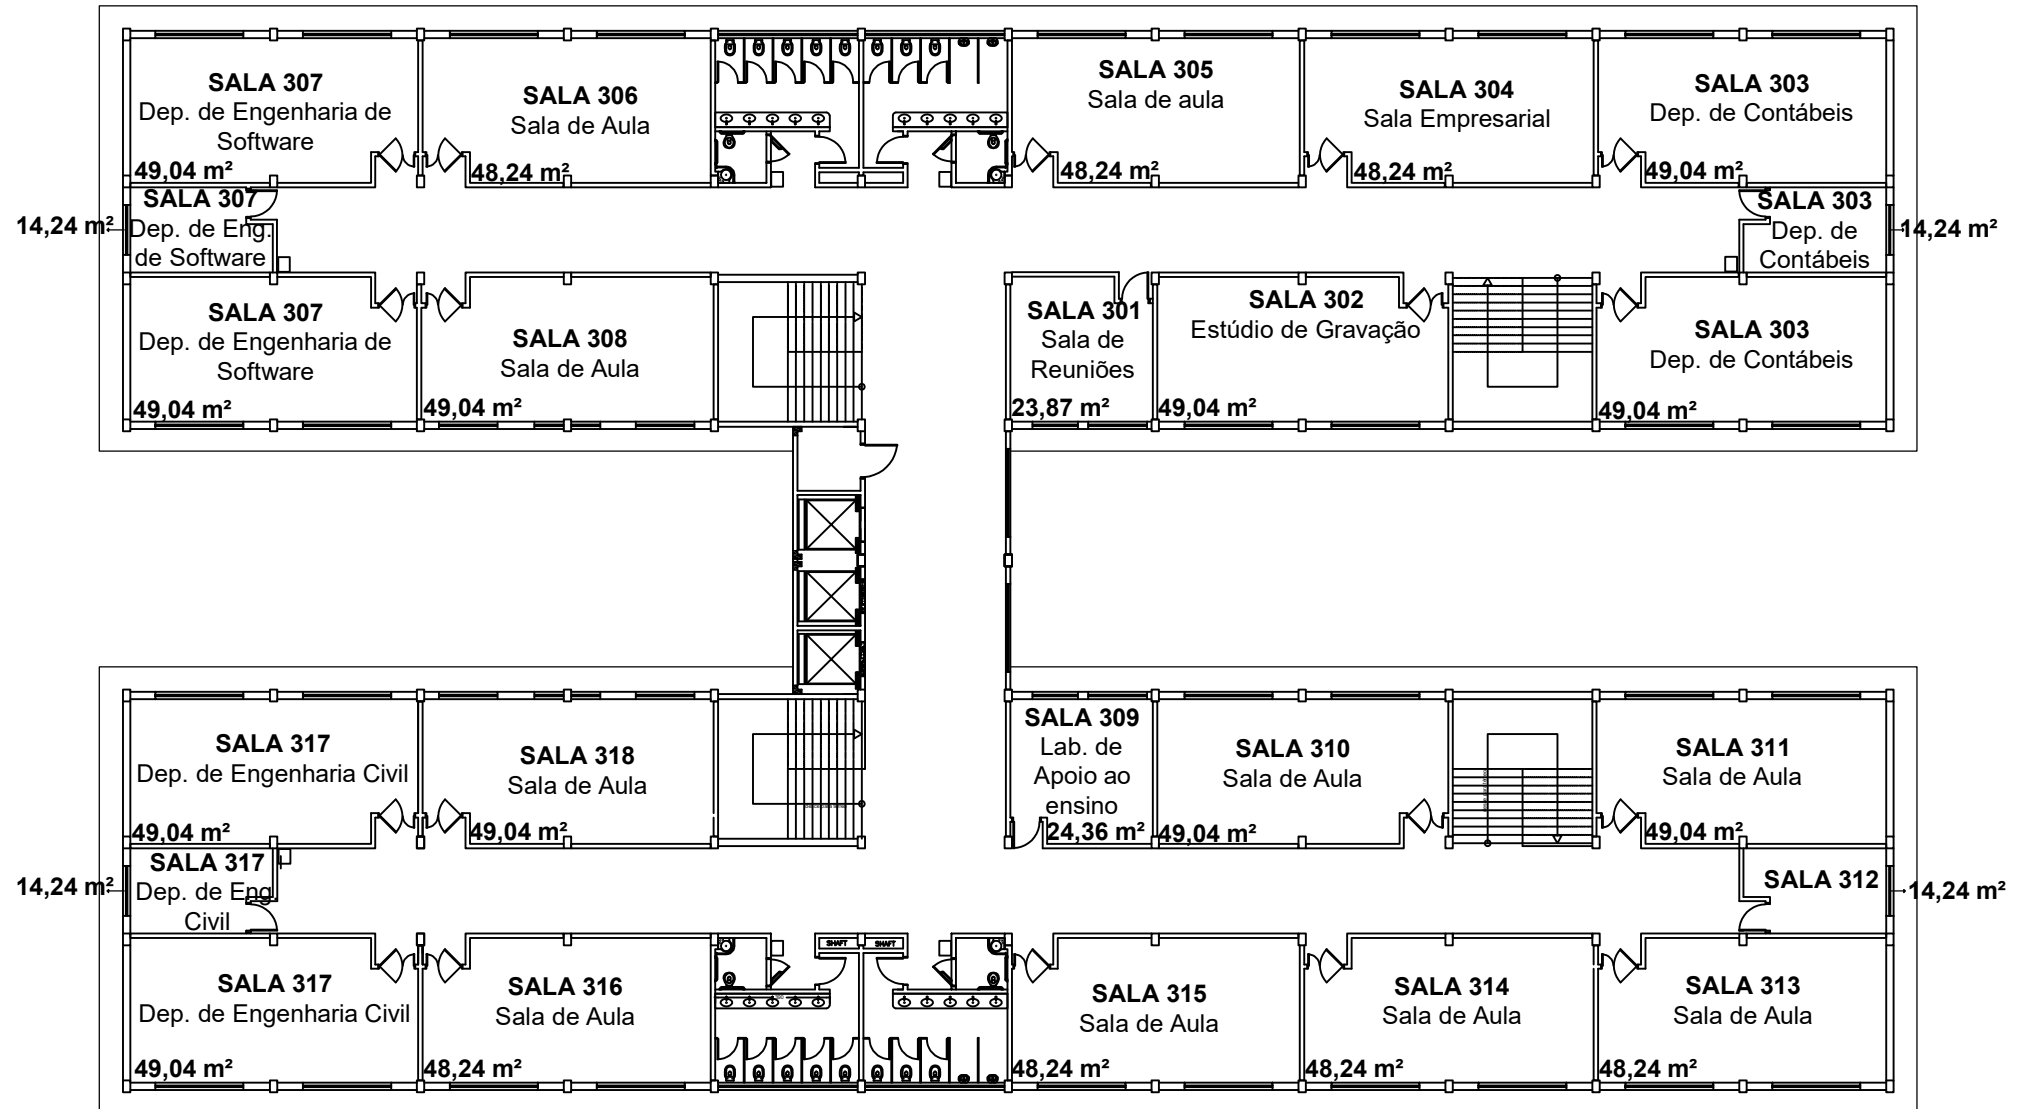 SALA 307
Dep. de Engenharia de
Software
49,04 m²
SALA 306
Sala de Aula
48,24 m²
SALA 305
Sala de aula
48,24 m²
SALA 304
Sala Empresarial
48,24 m²
SALA 303
Dep. de Contábeis
49,04 m²
14,24 m²
SALA 307
Dep. de Eng.
de Software
SALA 303
Dep. de
Contábeis
14,24 m²
SALA 307
Dep. de Engenharia de
Software
49,04 m²
SALA 308
Sala de Aula
49,04 m²
SALA 301
Sala de
Reuniões
23,87 m²
SALA 302
Estúdio de Gravação
49,04 m²
SALA 303
Dep. de Contábeis
49,04 m²
SALA 317
Dep. de Engenharia Civil
49,04 m²
SALA 318
Sala de Aula
49,04 m²
SALA 309
Lab. de
Apoio ao
ensino
24,36 m²
SALA 310
Sala de Aula
49,04 m²
SALA 311
Sala de Aula
49,04 m²
14,24 m²
SALA 317
Dep. de Eng
Civil
SALA 312
14,24 m²
SALA 317
Dep. de Engenharia Civil
49,04 m²
SALA 316
Sala de Aula
48,24 m²
SHAFT
SHAFT
SALA 315
Sala de Aula
48,24 m²
SALA 314
Sala de Aula
48,24 m²
SALA 313
Sala de Aula
48,24 m²